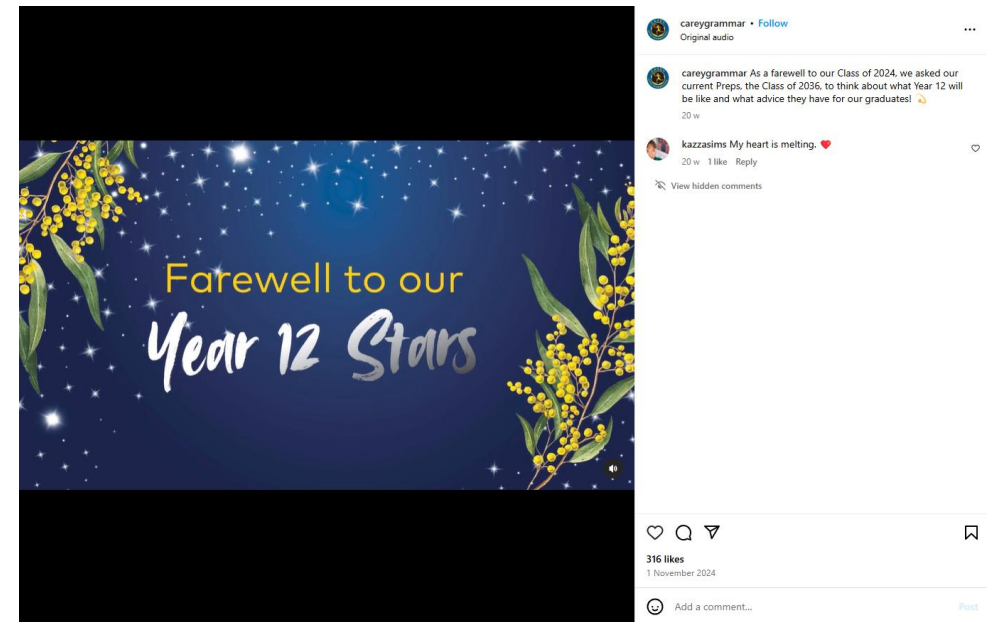 Farewell to our
Year 12 Stars
careygrammar • Follow
Original audio
careygrammar As a farewell to our Class of 2024, we asked our
current Preps, the Class of 2036, to think about what Year 12 will
be like and what advice they have for our graduates! 💫
20 w
kazzasims My heart is melting. ❤️
20 w 1 like Reply
View hidden comments
316 likes
1 November 2024
Add a comment...
Post